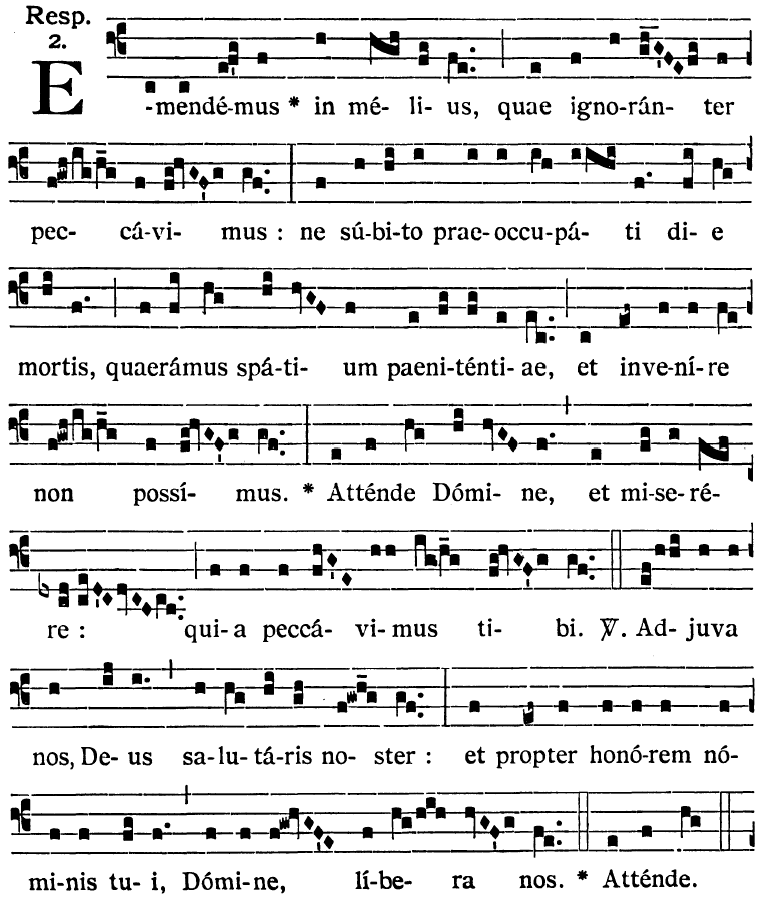 Resp.
2.
E-mendé-mus * in mé- li- us, quae igno-rán- ter
pec- cá-vi- mus : ne sú-bi-to prae-occu-pá- ti di- e
mortis, quaerámus spá-ti- um paeni-ténti- ae, et inve-ní-re
non possí- mus. * Atténde Dómi- ne, et mi-se-ré-
re : qui- a peccá- vi- mus ti- bi. ℣. Ad- juva
nos, De- us sa-lu-tá-ris no- ster : et propter honó-rem nó-
mi-nis tu- i, Dómi-ne, lí-be- ra nos. * Atténde.